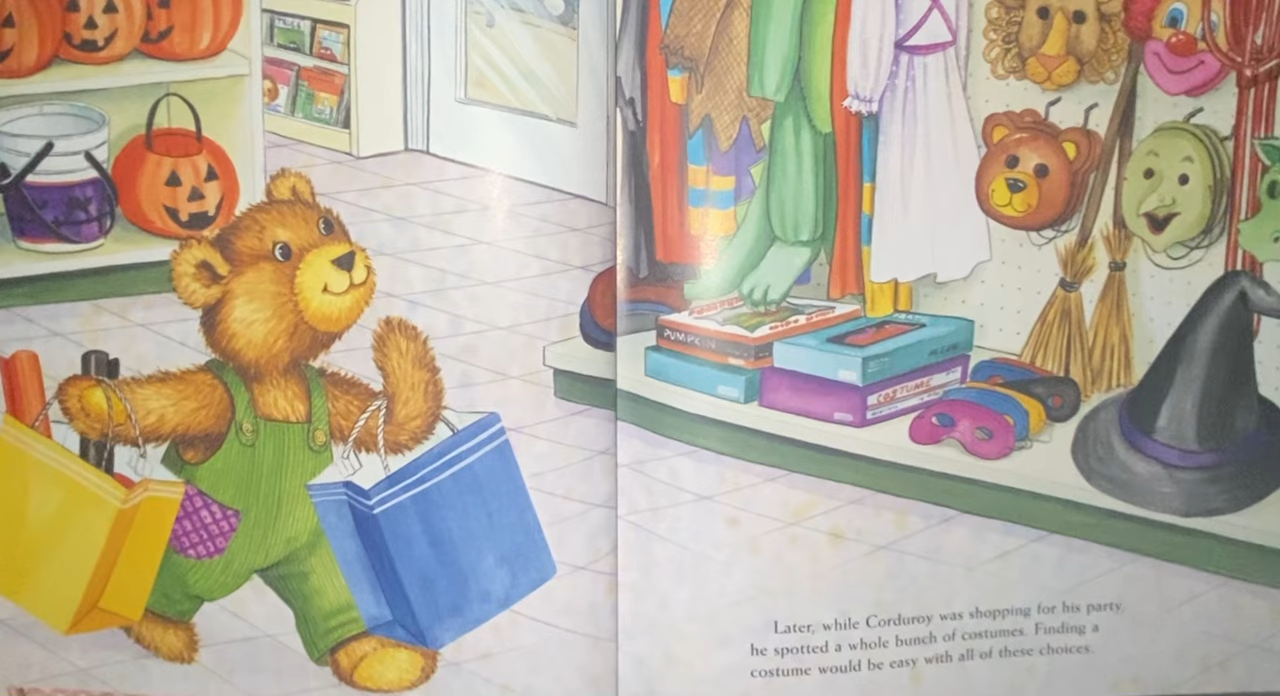 PUMPKIN
COSTUME
Later, while Corduroy was shopping for his party,
he spotted a whole bunch of costumes. Finding a
costume would be easy with all of these choices.